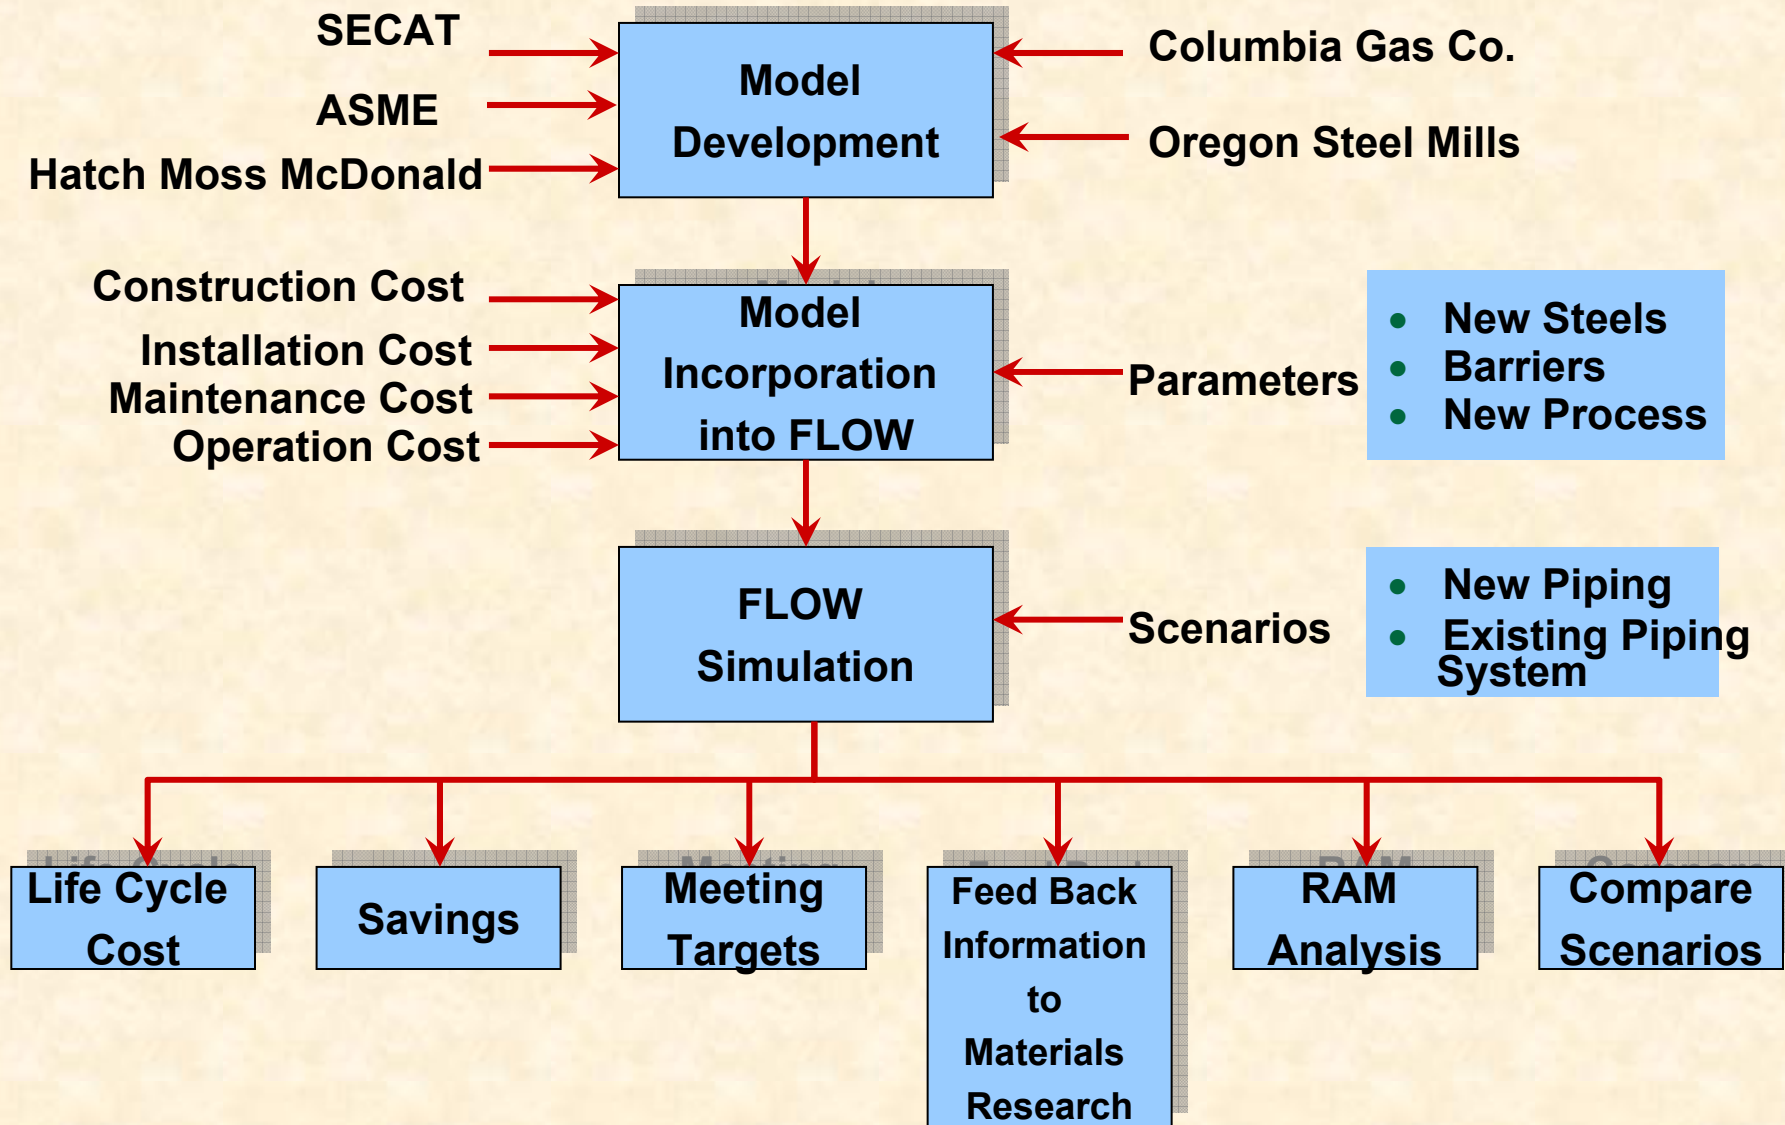 SECAT
ASME
Hatch Moss McDonald
Model
Development
Columbia Gas Co.
Oregon Steel Mills
Construction Cost
Installation Cost
Maintenance Cost
Operation Cost
Model
Incorporation
into FLOW
Parameters
• New Steels
• Barriers
• New Process
FLOW
Simulation
Scenarios
• New Piping
• Existing Piping
System
Life Cycle
Cost
Savings
Meeting
Targets
Feed Back
Information
to
Materials
Research
RAM
Analysis
Compare
Scenarios